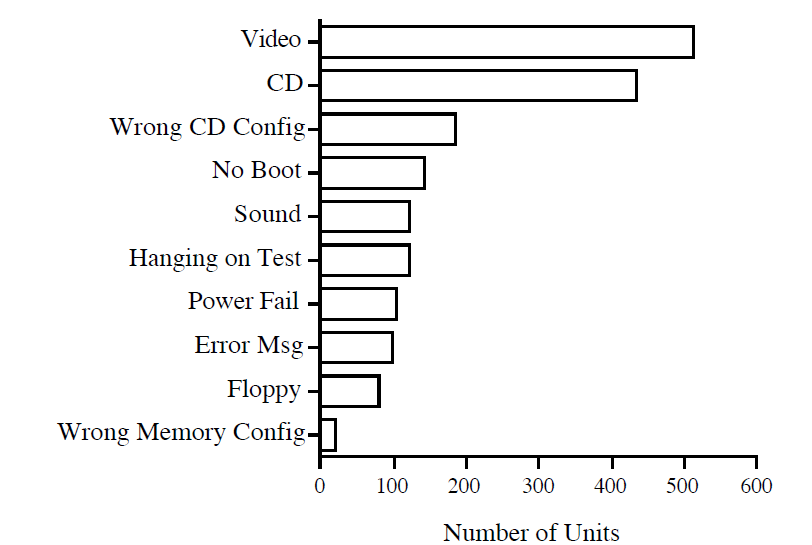 Video
CD
Wrong CD Config
No Boot
Sound
Hanging on Test
Power Fail
Error Msg
Floppy
Wrong Memory Config
0 100 200 300 400 500 600
Number of Units